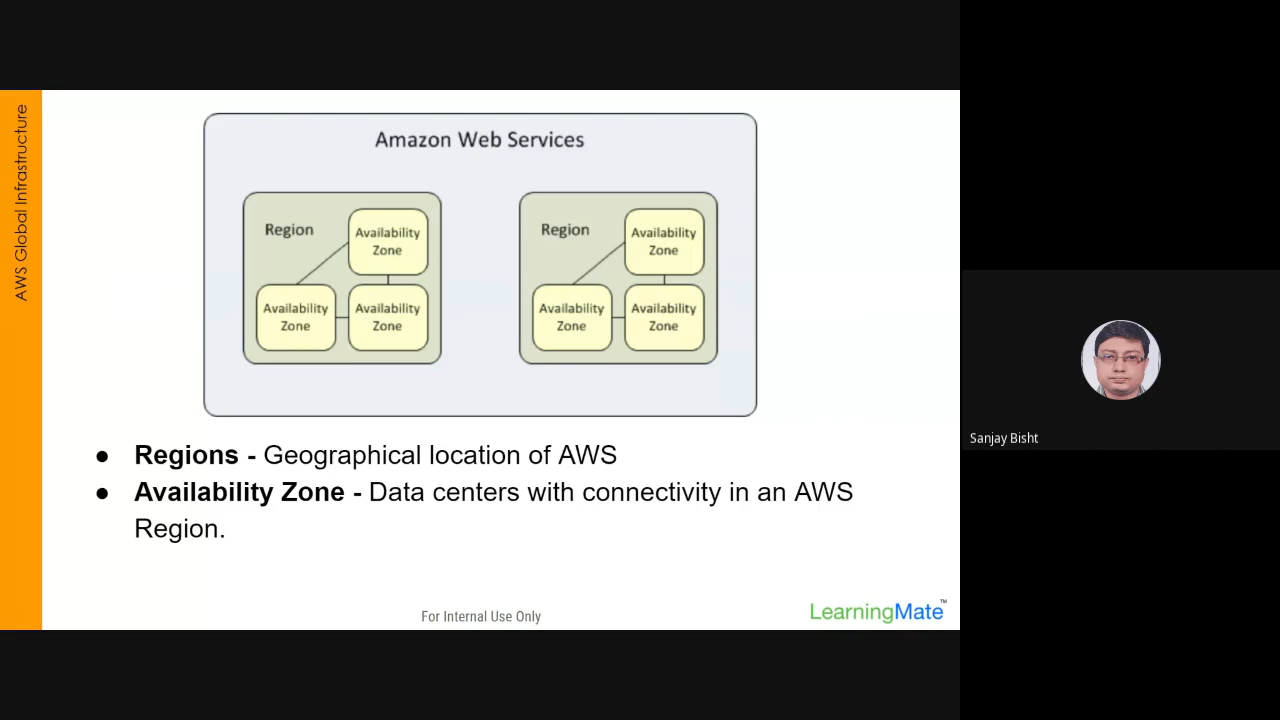 AWS Global Infrastructure
Amazon Web Services
Region
Availability
Zone
Availability
Zone
Availability
Zone
Region
Availability
Zone
Availability
Zone
Availability
Zone
● Regions - Geographical location of AWS
● Availability Zone - Data centers with connectivity in an AWS
Region.
For Internal Use Only
LearningMate™
Sanjay Bisht